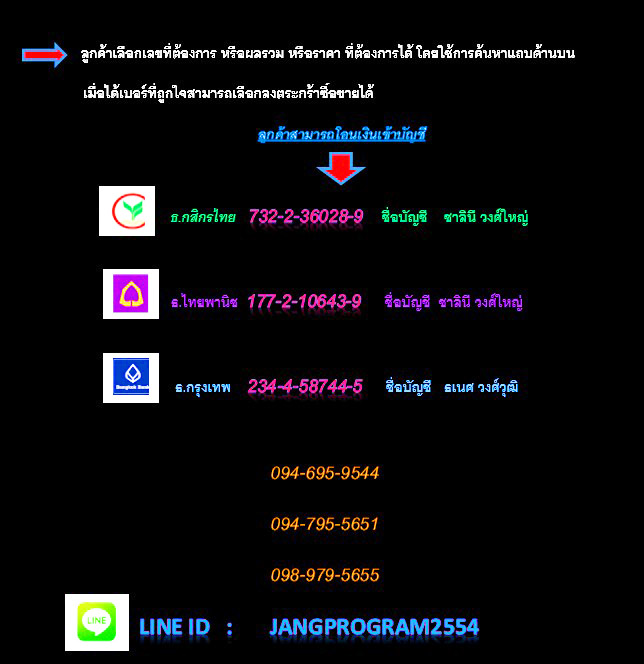 ลูกค้าเลือกเลขที่ต้องการ หรือผลรวม หรือราคา ที่ต้องการได้ โดยใช้การค้นหาแถบด้านบน
เมื่อได้เบอร์ที่ถูกใจสามารถเลือกลงตระกร้าซื้อขายได้
ลูกค้าสามารถโอนเงินเข้าบัญชี
ธ.กสิกรไทย 732-2-36028-9 ชื่อบัญชี ชาลินี วงศ์ใหญ่
ธ.ไทยพานิช 177-2-10643-9 ชื่อบัญชี ชาลินี วงศ์ใหญ่
Bangkok Bank ธ.กรุงเทพ 234-4-58744-5 ชื่อบัญชี ธเนศ วงศ์วุฒิ
094-695-9544
094-795-5651
098-979-5655
LINE LINE ID : JANGPROGRAM2554